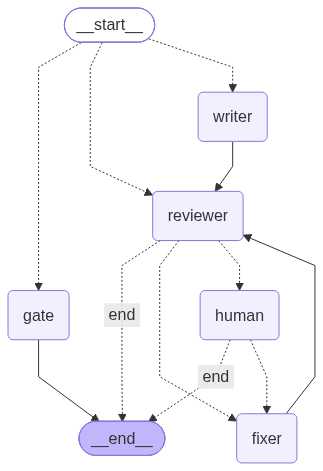 __start__
writer
reviewer
gate
end
human
end
__end__
fixer